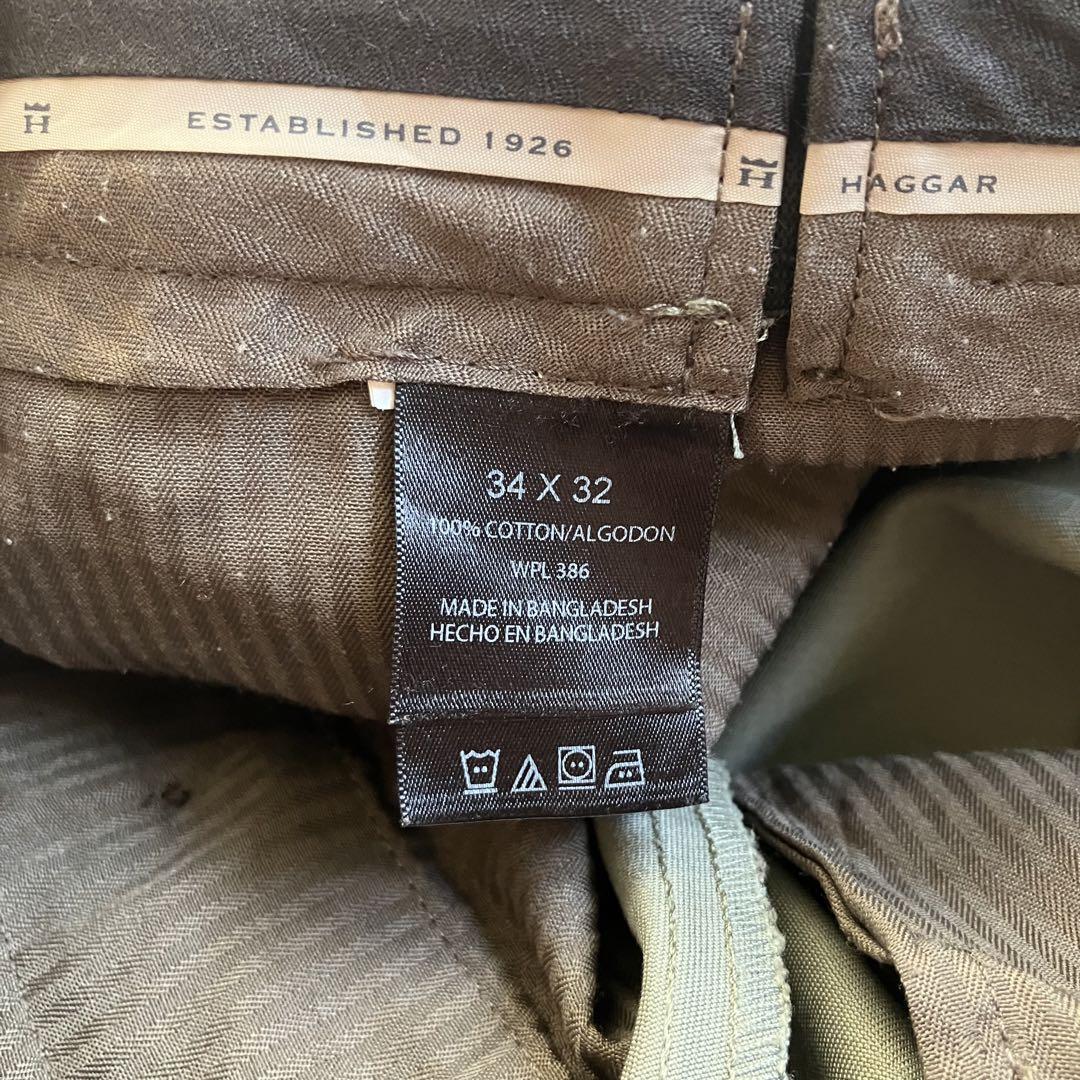 H ESTABLISHED 1926 H HAGGAR
34 X 32
100% COTTON/ALGODON
WPL 386
MADE IN BANGLADESH
HECHO EN BANGLADESH